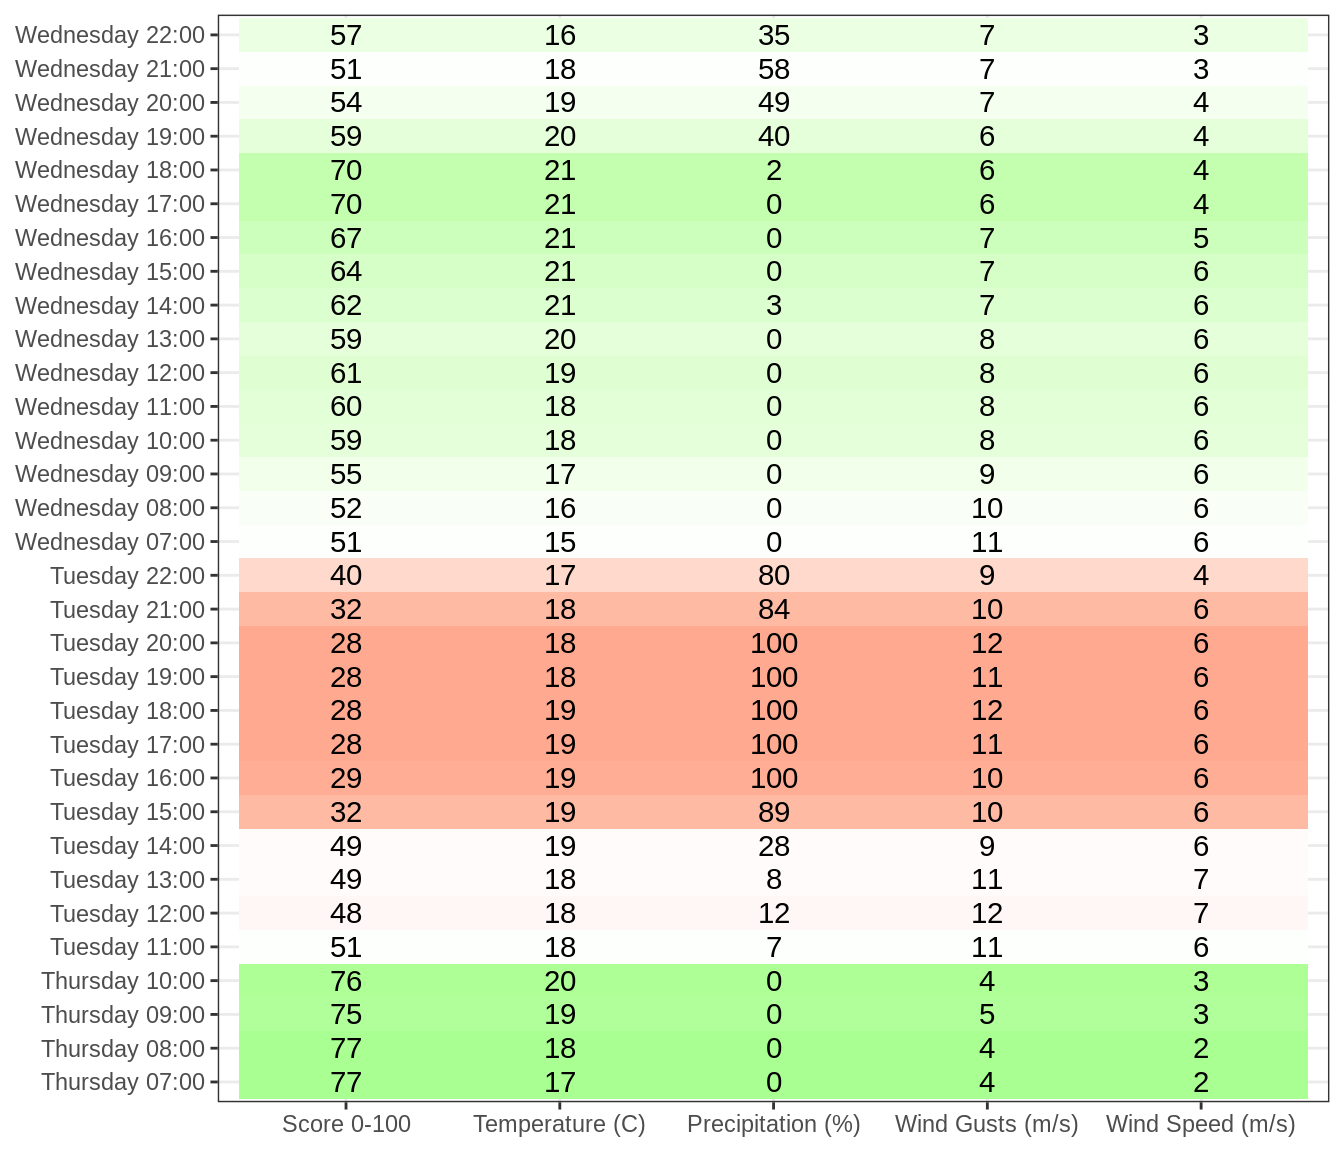 Wednesday 22:00 57 16 35 7 3
Wednesday 21:00 51 18 58 7 3
Wednesday 20:00 54 19 49 7 4
Wednesday 19:00 59 20 40 6 4
Wednesday 18:00 70 21 2 6 4
Wednesday 17:00 70 21 0 6 4
Wednesday 16:00 67 21 0 7 5
Wednesday 15:00 64 21 0 7 6
Wednesday 14:00 62 21 3 7 6
Wednesday 13:00 59 20 0 8 6
Wednesday 12:00 61 19 0 8 6
Wednesday 11:00 60 18 0 8 6
Wednesday 10:00 59 18 0 8 6
Wednesday 09:00 55 17 0 9 6
Wednesday 08:00 52 16 0 10 6
Wednesday 07:00 51 15 0 11 6
Tuesday 22:00 40 17 80 9 4
Tuesday 21:00 32 18 84 10 6
Tuesday 20:00 28 18 100 12 6
Tuesday 19:00 28 18 100 11 6
Tuesday 18:00 28 19 100 12 6
Tuesday 17:00 28 19 100 11 6
Tuesday 16:00 29 19 100 10 6
Tuesday 15:00 32 19 89 10 6
Tuesday 14:00 49 19 28 9 6
Tuesday 13:00 49 18 8 11 7
Tuesday 12:00 48 18 12 12 7
Tuesday 11:00 51 18 7 11 6
Thursday 10:00 76 20 0 4 3
Thursday 09:00 75 19 0 5 3
Thursday 08:00 77 18 0 4 2
Thursday 07:00 77 17 0 4 2
Score 0-100 Temperature (C) Precipitation (%) Wind Gusts (m/s) Wind Speed (m/s)